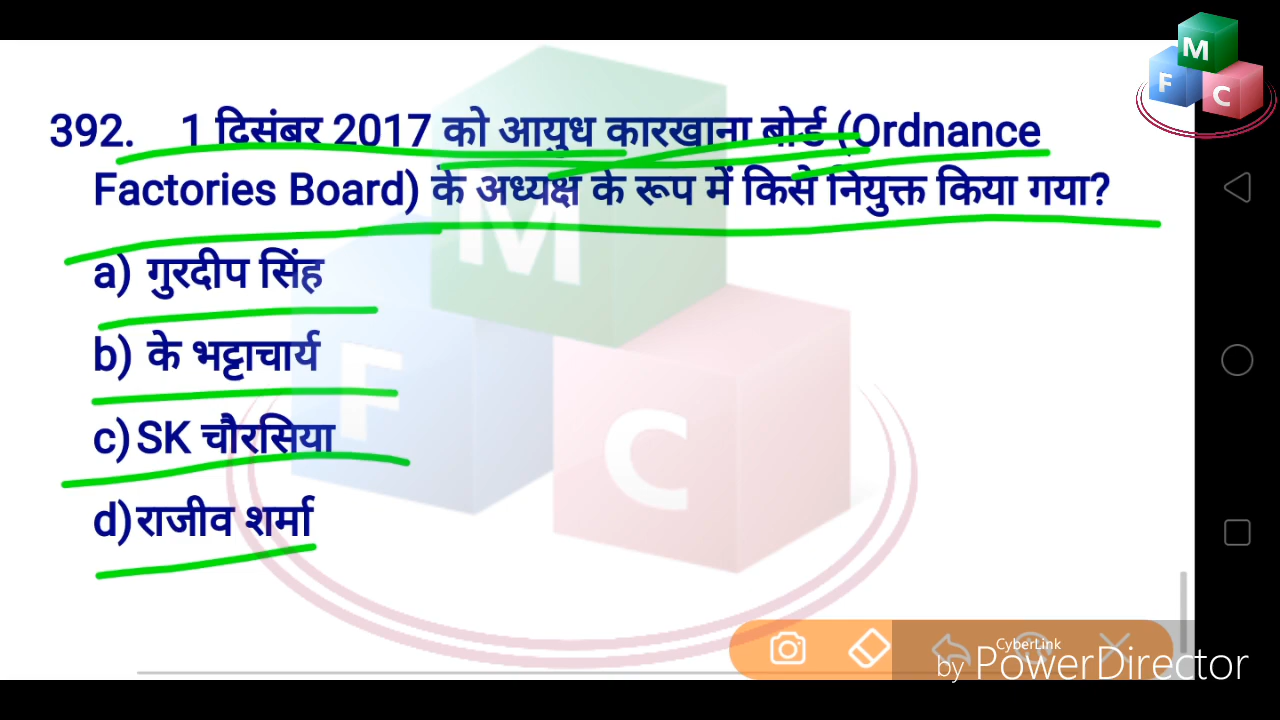 M
F
C
392. 1 दिसंबर 2017 को आयुध कारखाना बोर्ड (Ordnance
Factories Board) के अध्यक्ष के रूप में किसे नियुक्त किया गया?
a) गुरदीप सिंह
b) के भट्टाचार्य
c) SK चौरसिया
d) राजीव शर्मा
M
F
C
CyberLink
by PowerDirector